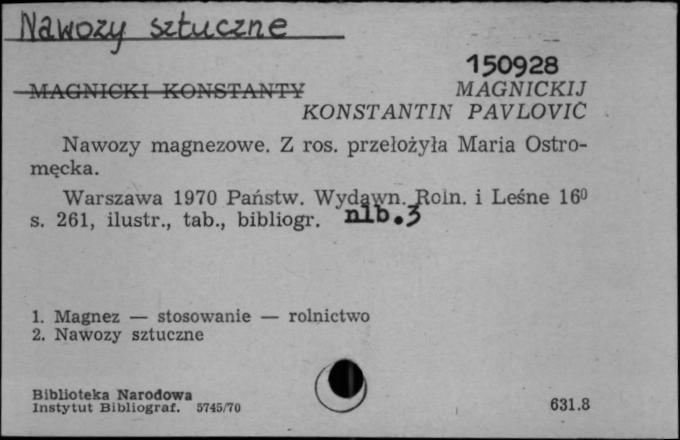 Nawozy sztuczne
150928
MAGNICKI KONSTANTY MAGNICKIJ
KONSTANTIN PAVLOVIČ
Nawozy magnezowe. Z ros. przełożyła Maria Ostro-
męcka.
Warszawa 1970 Państw. Wydawn. Roln. i Leśne 16⁰
s. 261, ilustr., tab., bibliogr. nlb.3
1. Magnez — stosowanie — rolnictwo
2. Nawozy sztuczne
Biblioteka Narodowa
Instytut Bibliograf. 5745/70 631.8